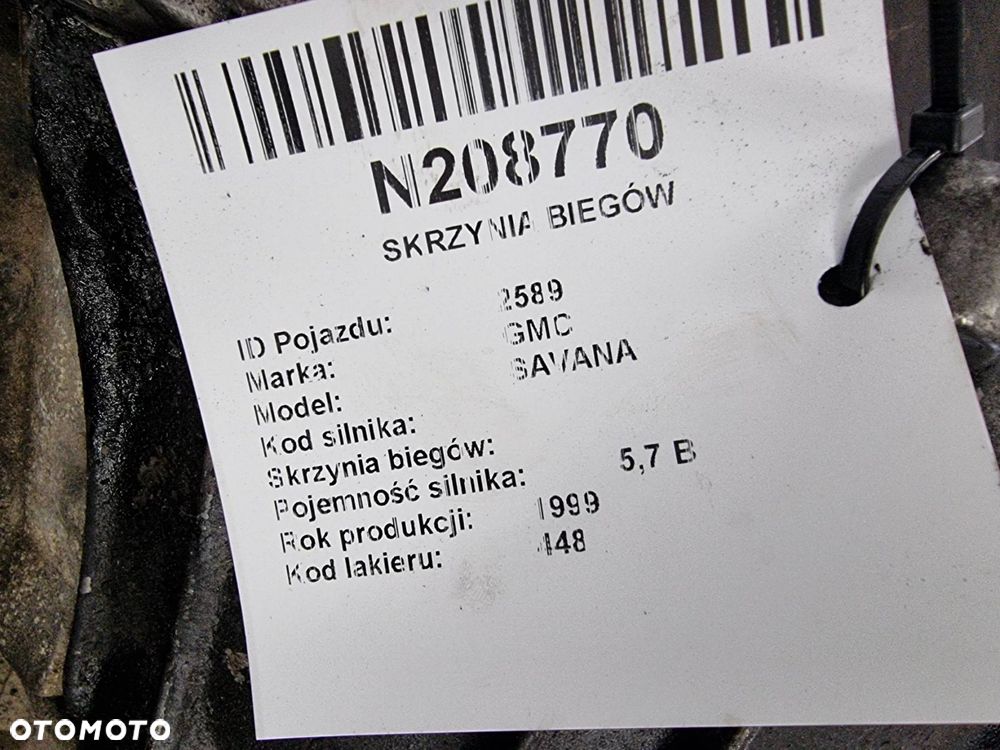 N208770
SKRZYNIA BIEGÓW
ID Pojazdu: 2589
Marka: GMC
Model: SAVANA
Kod silnika:
Skrzynia biegów:
Pojemność silnika: 5,7 B
Rok produkcji: 1999
Kod lakieru: 448
OTOMOTO